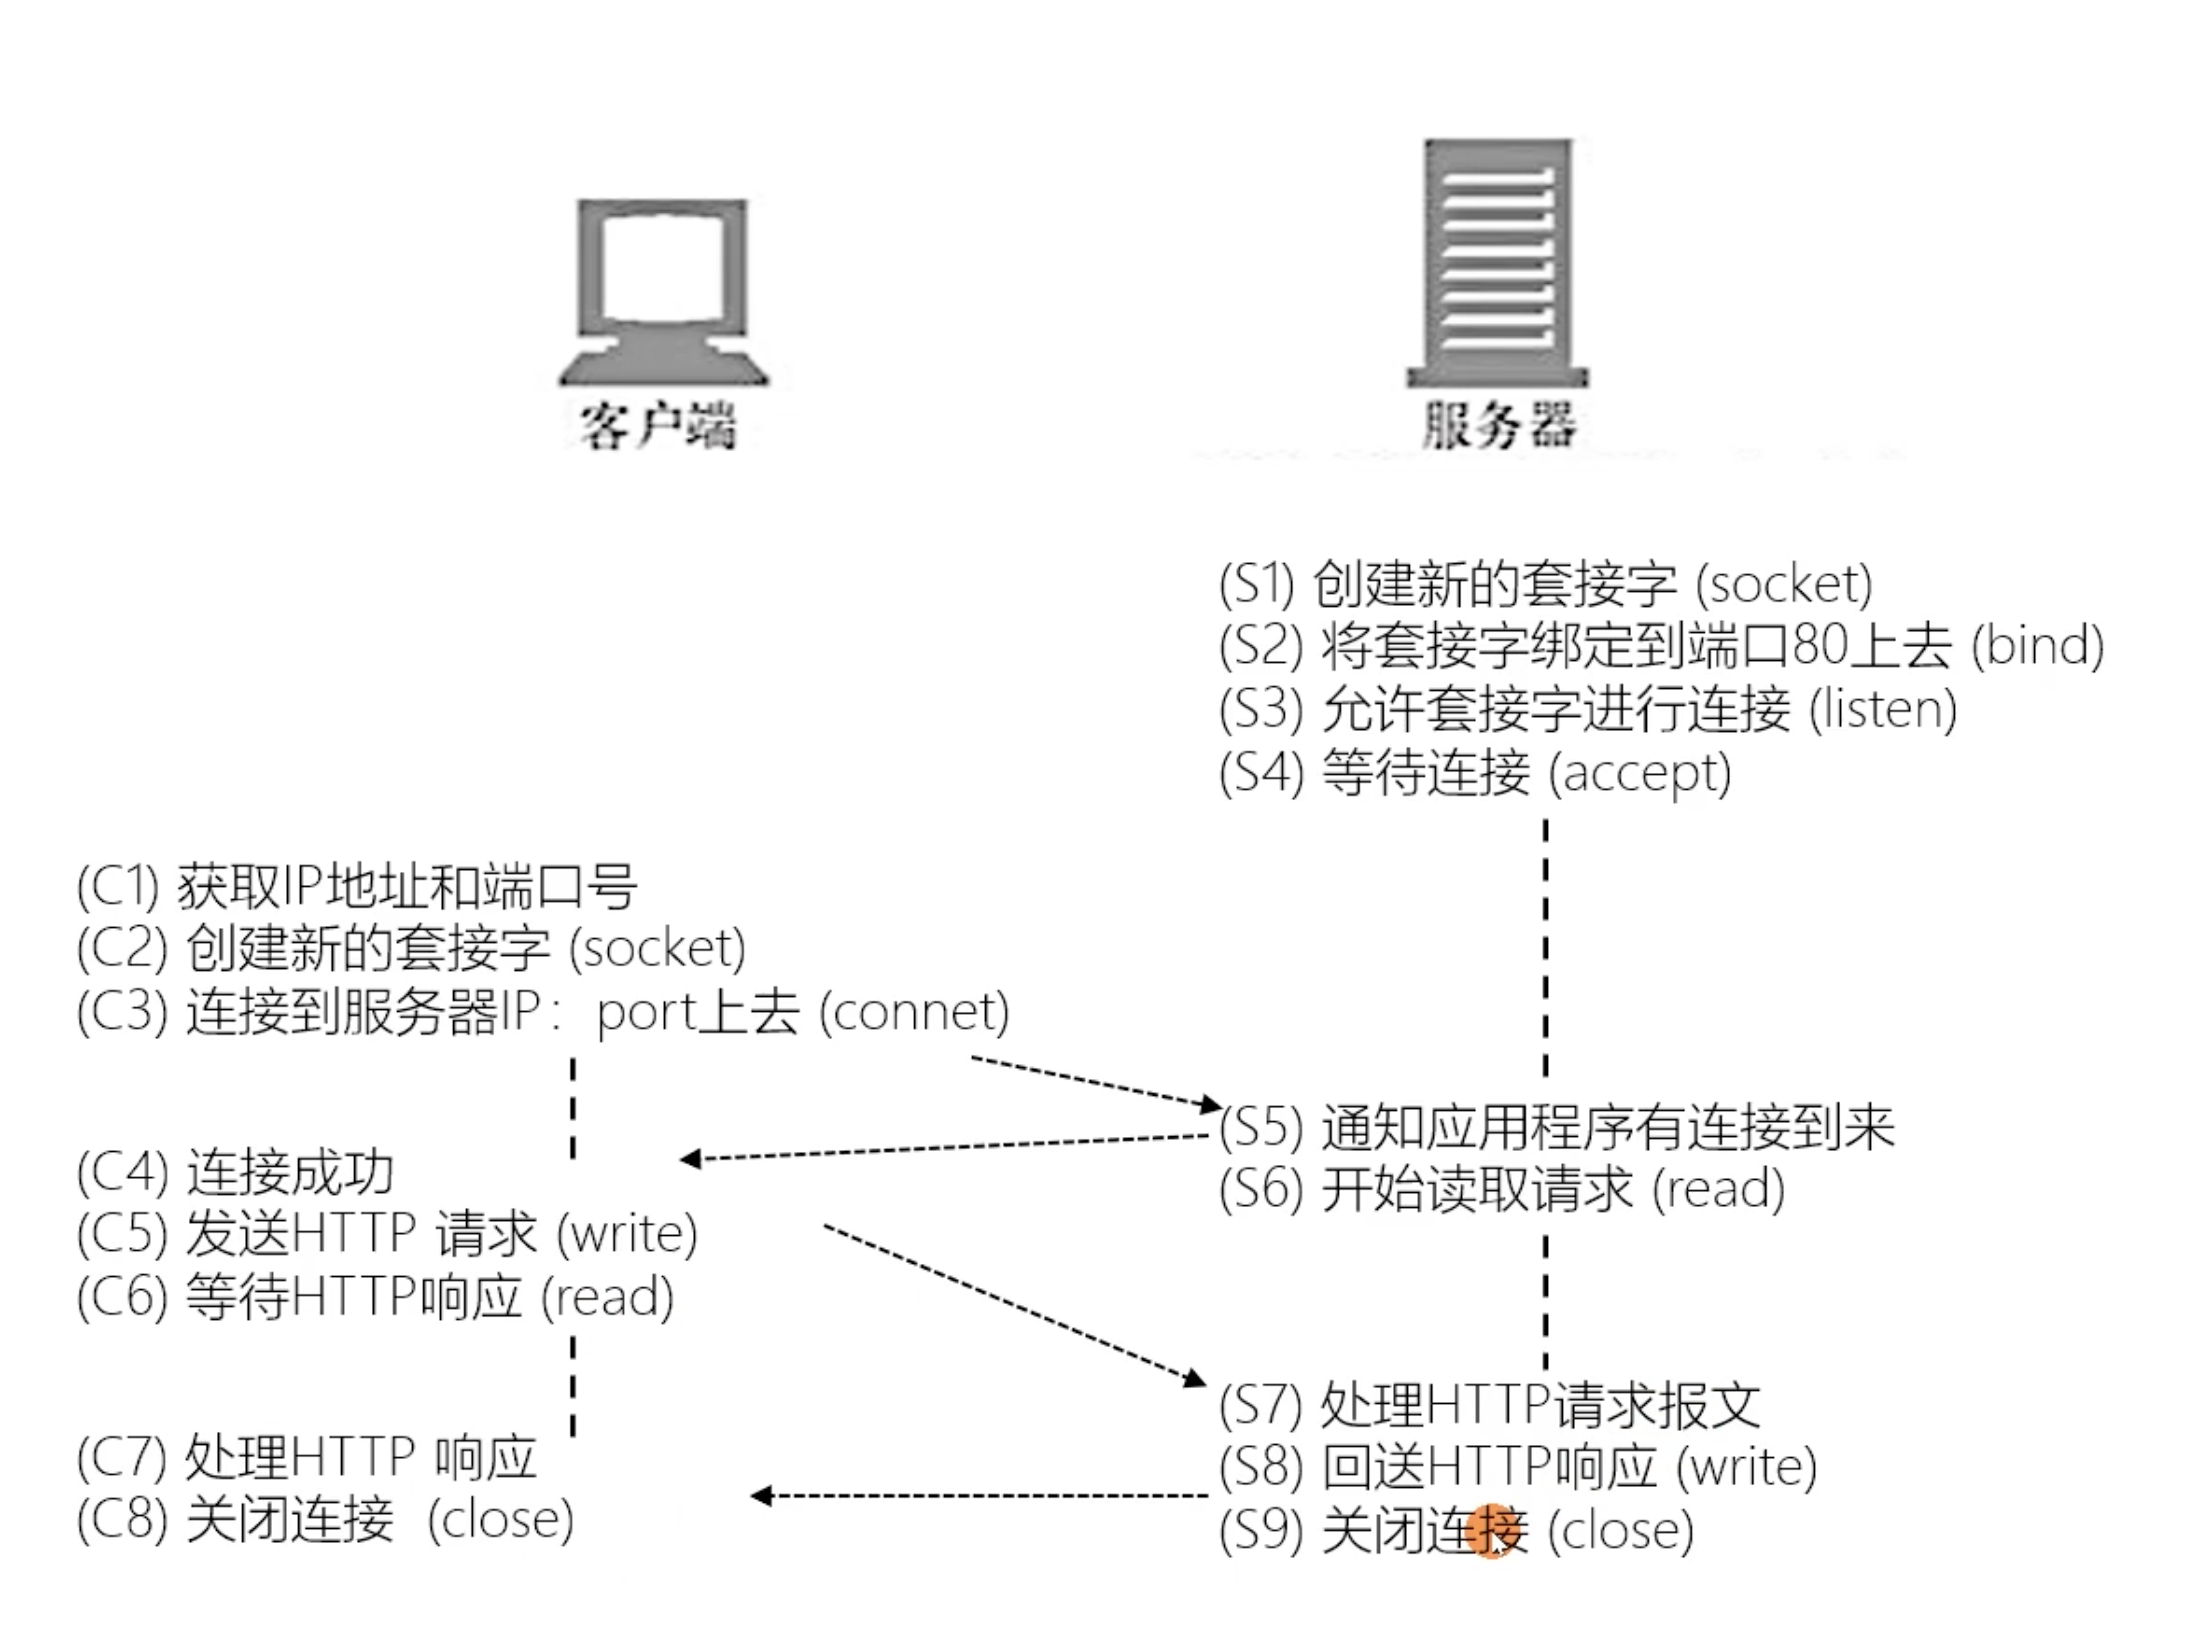 客户端
服务器
(S1) 创建新的套接字 (socket)
(S2) 将套接字绑定到端口80上去 (bind)
(S3) 允许套接字进行连接 (listen)
(S4) 等待连接 (accept)
(C1) 获取IP地址和端口号
(C2) 创建新的套接字 (socket)
(C3) 连接到服务器IP：port上去 (connet)
(S5) 通知应用程序有连接到来
(S6) 开始读取请求 (read)
(C4) 连接成功
(C5) 发送HTTP 请求 (write)
(C6) 等待HTTP响应 (read)
(S7) 处理HTTP请求报文
(S8) 回送HTTP响应 (write)
(S9) 关闭连接 (close)
(C7) 处理HTTP 响应
(C8) 关闭连接 (close)